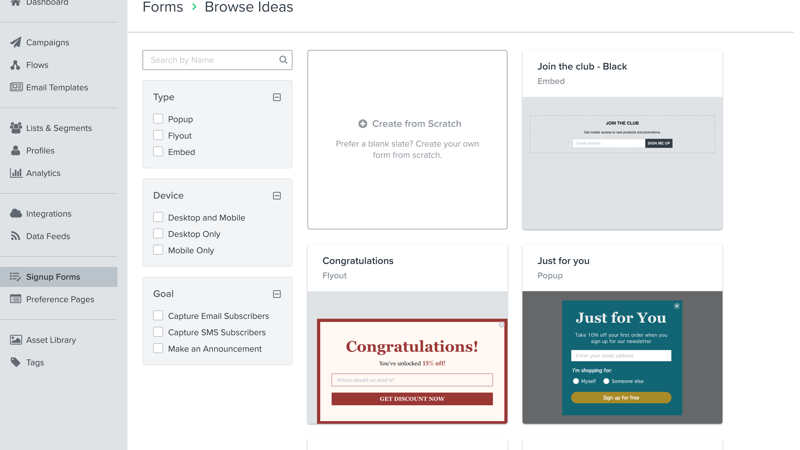 Dashboard
Campaigns
Flows
Email Templates
Lists & Segments
Profiles
Analytics
Integrations
Data Feeds
Signup Forms
Preference Pages
Asset Library
Tags
Forms > Browse Ideas
Search by Name
Type
Popup
Flyout
Embed
Device
Desktop and Mobile
Desktop Only
Mobile Only
Goal
Capture Email Subscribers
Capture SMS Subscribers
Make an Announcement
Create from Scratch
Prefer a blank slate? Create your own
form from scratch.
Join the club - Black
Embed
JOIN THE CLUB
Get insider access to new products and promotions.
Email address
SIGN ME UP
Congratulations
Flyout
Congratulations!
You've unlocked 15% off!
Where should we send it?
GET DISCOUNT NOW
Just for you
Popup
Just for You
Take 10% off your first order when you
sign up for our newsletter
Enter your email address
I'm shopping for:
Myself Someone else
Sign up for free